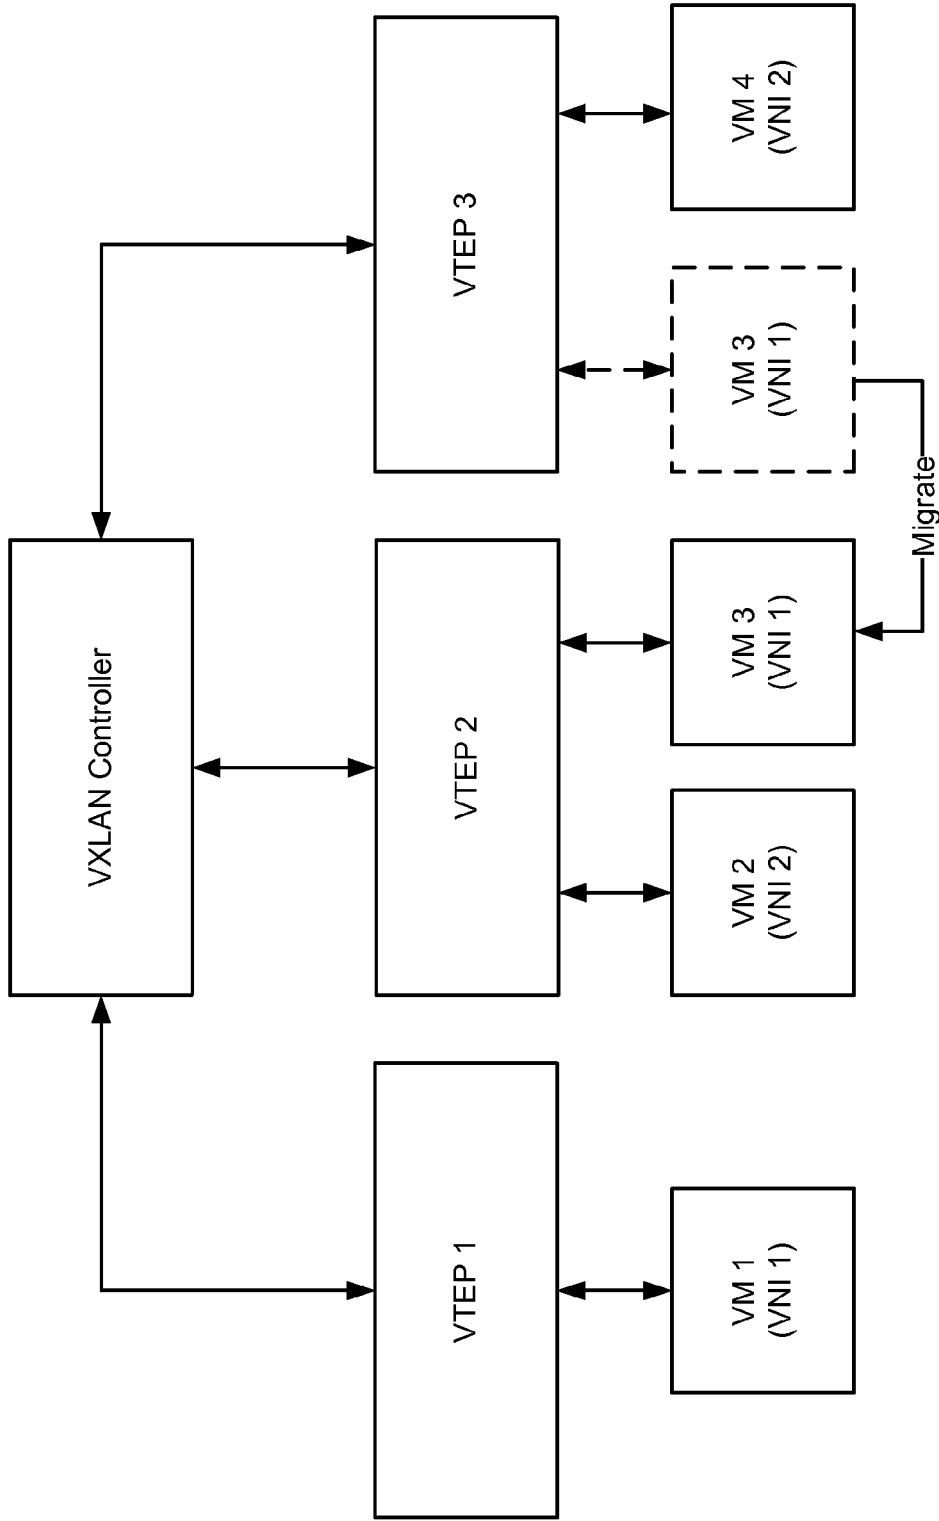 VXLAN Controller
VTEP 1
VTEP 2
VTEP 3
VM 1
(VNI 1)
VM 2
(VNI 2)
VM 3
(VNI 1)
VM 3
(VNI 1)
VM 4
(VNI 2)
Migrate